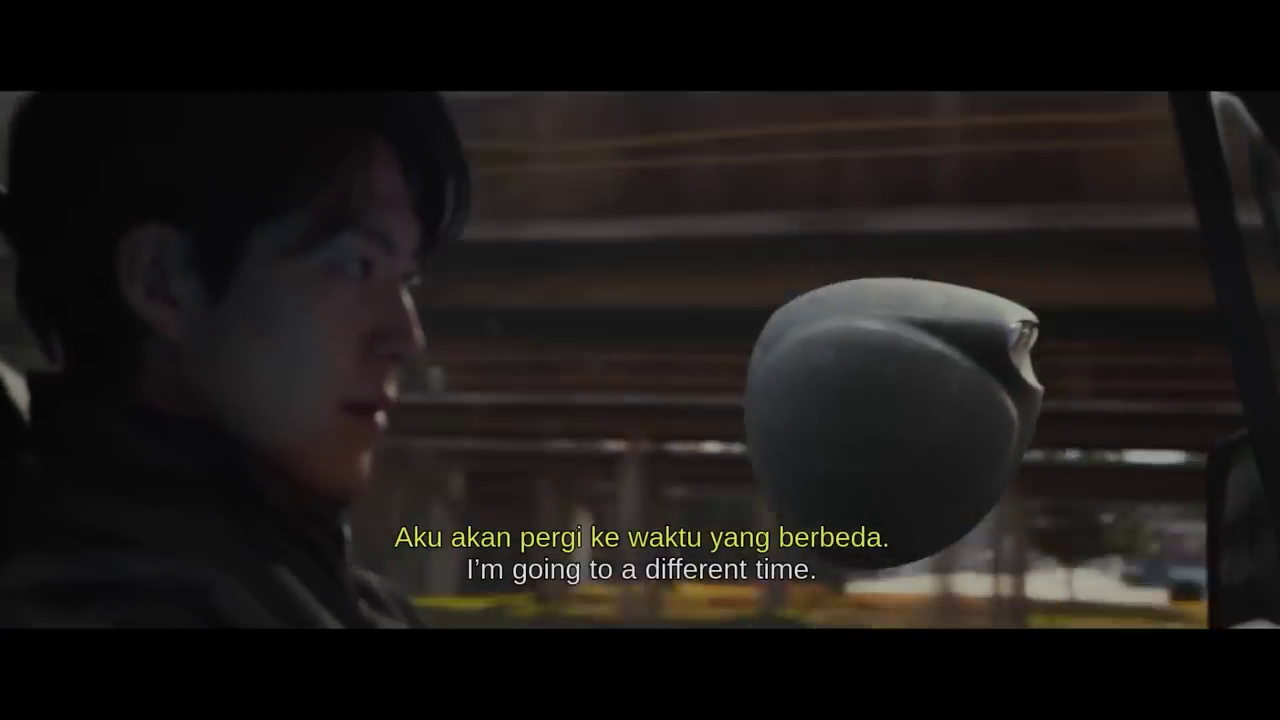 Aku akan pergi ke waktu yang berbeda.
I'm going to a different time.